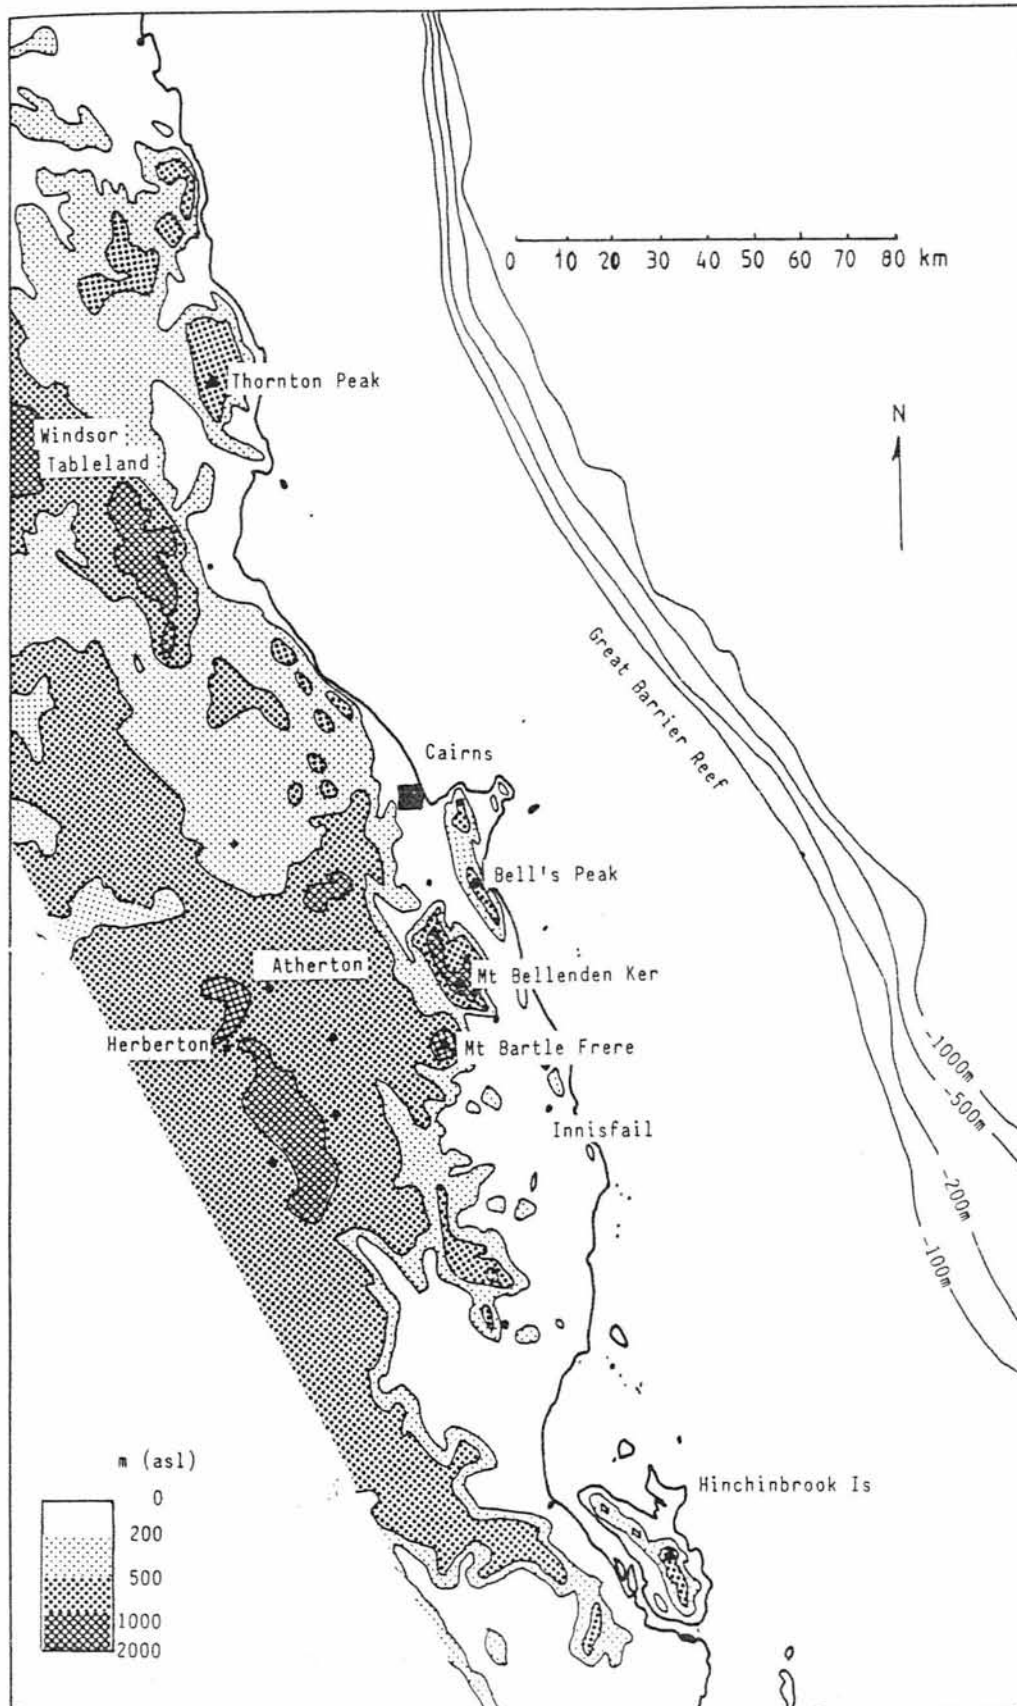 0 10 20 30 40 50 60 70 80 km
Thornton Peak
N
Windsor
Tableland
Great Barrier Reef
Cairns
Bell's Peak
Atherton
Mt Bellenden Ker
Herberton
Mt Bartle Frere
-1000m
-500m
Innisfail
-200m
-100m
m (asl)
Hinchinbrook Is
0
200
500
1000
2000